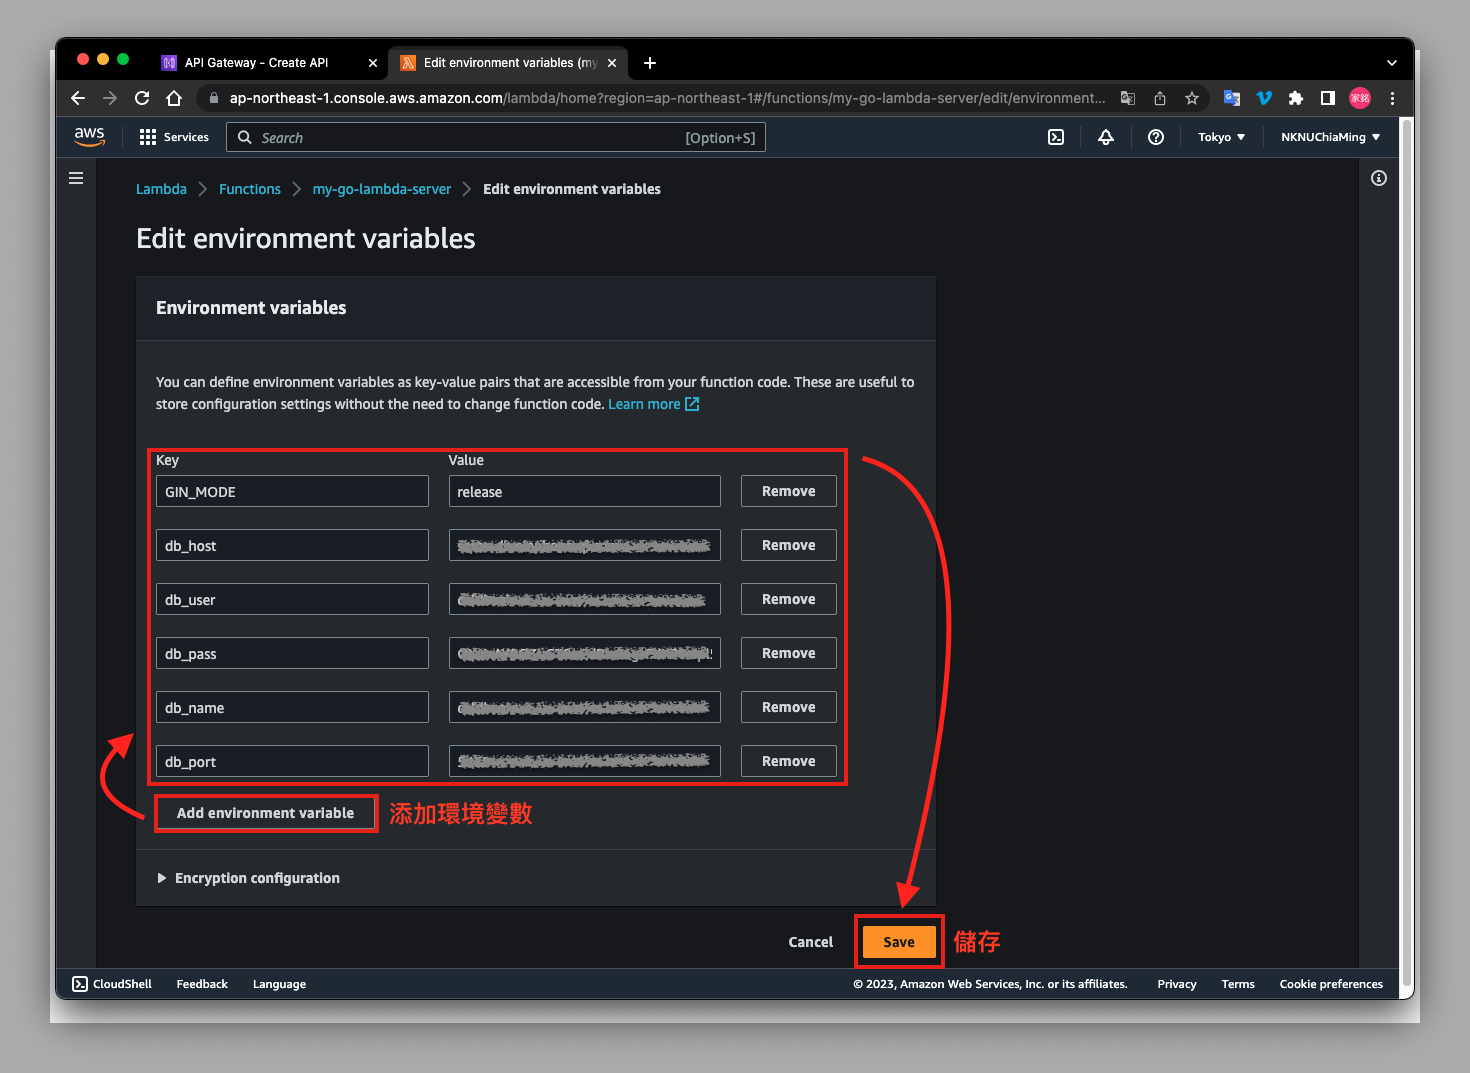 API Gateway - Create API
Edit environment variables (my
ap-northeast-1.console.aws.amazon.com/lambda/home?region=ap-northeast-1#/functions/my-go-lambda-server/edit/environment...
家銘
aws
Services
Search
[Option+S]
Tokyo
NKNUChiaMing
Lambda
Functions
my-go-lambda-server
Edit environment variables
Edit environment variables
Environment variables
You can define environment variables as key-value pairs that are accessible from your function code. These are useful to
store configuration settings without the need to change function code. Learn more
Key Value
GIN_MODE release Remove
db_host Remove
db_user Remove
db_pass Remove
db_name Remove
db_port Remove
Add environment variable 添加環境變數
Encryption configuration
Cancel Save 儲存
CloudShell Feedback Language © 2023, Amazon Web Services, Inc. or its affiliates. Privacy Terms Cookie preferences